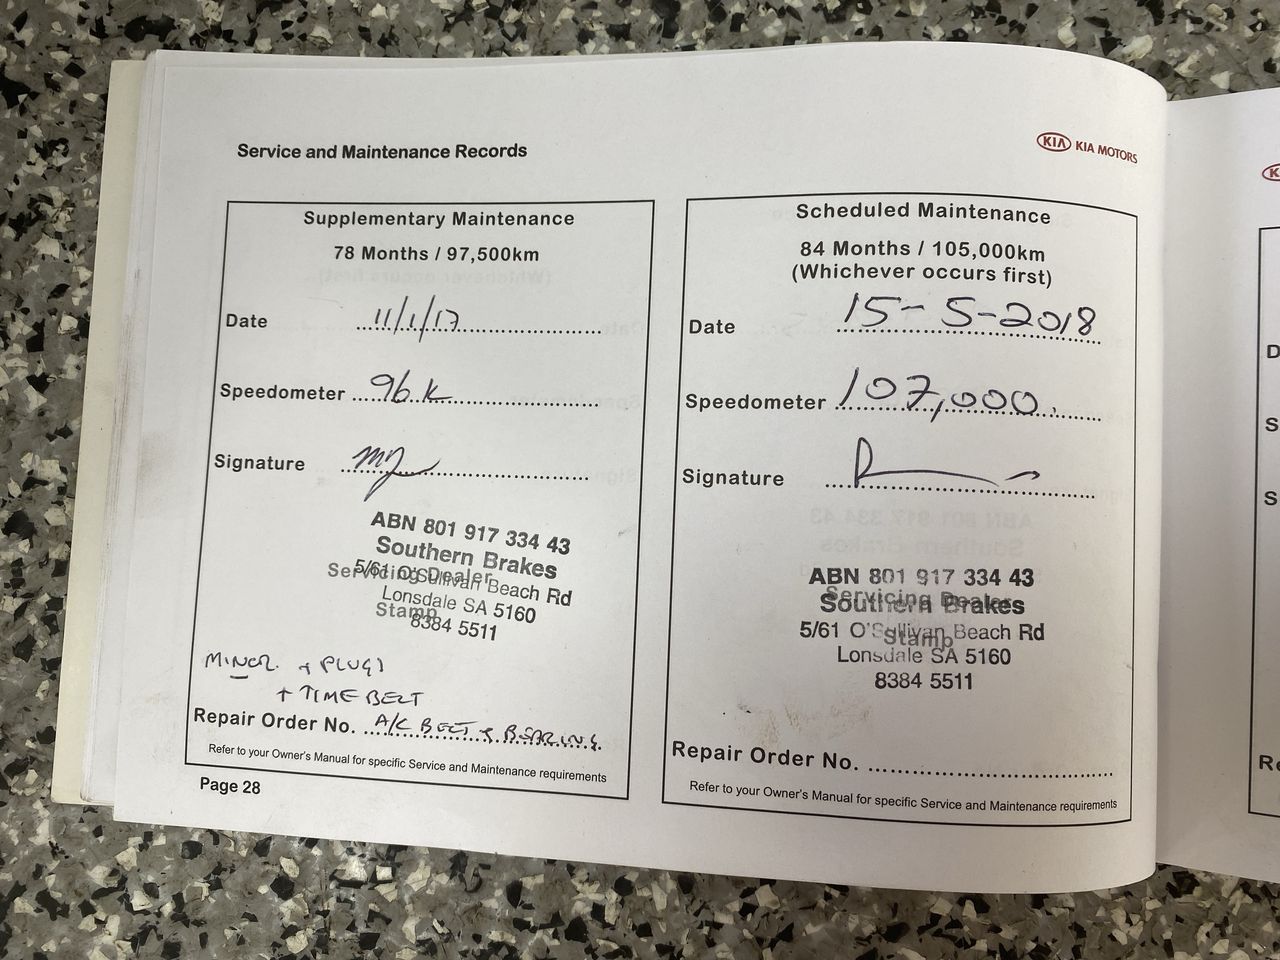 Service and Maintenance Records
KIA KIA MOTORS
Supplementary Maintenance
78 Months / 97,500km
Date 11/1/17
Speedometer 96k
Signature
ABN 801 917 334 43
Southern Brakes
Servicing Dealer
5/61 O'Sullivan Beach Rd
Lonsdale SA 5160
Stamp
8384 5511
MINOR + PLUGS
+ TIME BELT
Repair Order No. A/C BELT & BEARING.
Refer to your Owner's Manual for specific Service and Maintenance requirements
Page 28
Scheduled Maintenance
84 Months / 105,000km
(Whichever occurs first)
Date 15-5-2018
Speedometer 107,000.
Signature
ABN 801 917 334 43
Servicing Dealer
Southern Brakes
5/61 O'Sullivan Beach Rd
Stamp
Lonsdale SA 5160
8384 5511
Repair Order No.
Refer to your Owner's Manual for specific Service and Maintenance requirements
K
D
S
S
Re